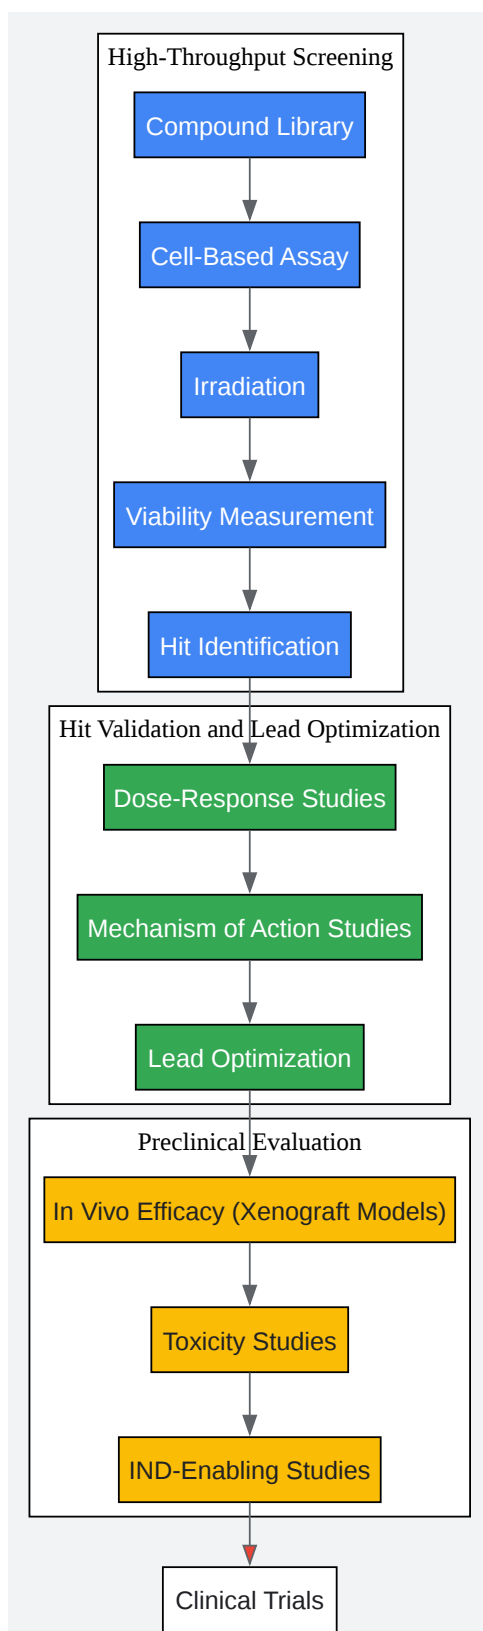 High-Throughput Screening
Compound Library
Cell-Based Assay
Irradiation
Viability Measurement
Hit Identification
Hit Validation and Lead Optimization
Dose-Response Studies
Mechanism of Action Studies
Lead Optimization
Preclinical Evaluation
In Vivo Efficacy (Xenograft Models)
Toxicity Studies
IND-Enabling Studies
Clinical Trials